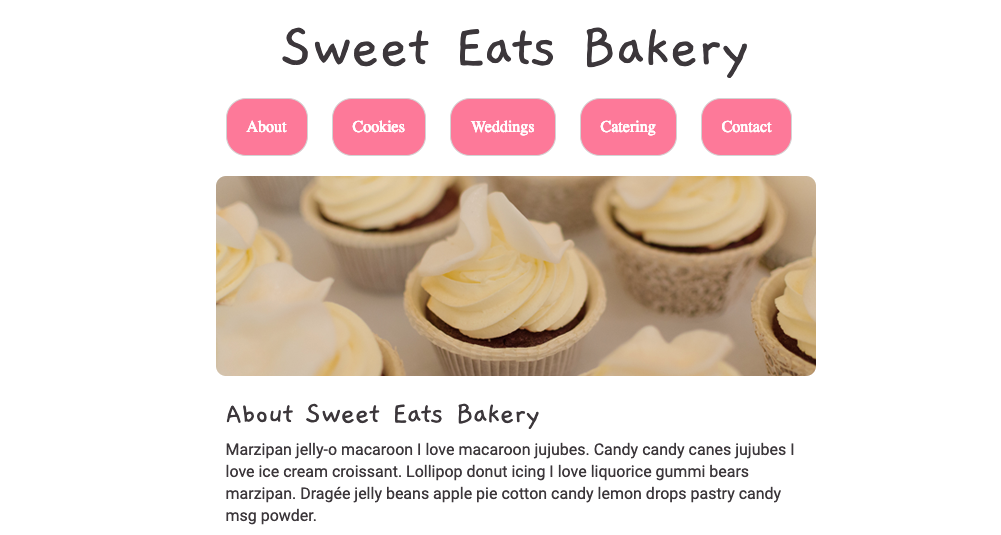 Sweet Eats Bakery
About Cookies Weddings Catering Contact
About Sweet Eats Bakery
Marzipan jelly-o macaroon I love macaroon jujubes. Candy candy canes jujubes I
love ice cream croissant. Lollipop donut icing I love liquorice gummi bears
marzipan. Dragée jelly beans apple pie cotton candy lemon drops pastry candy
msg powder.